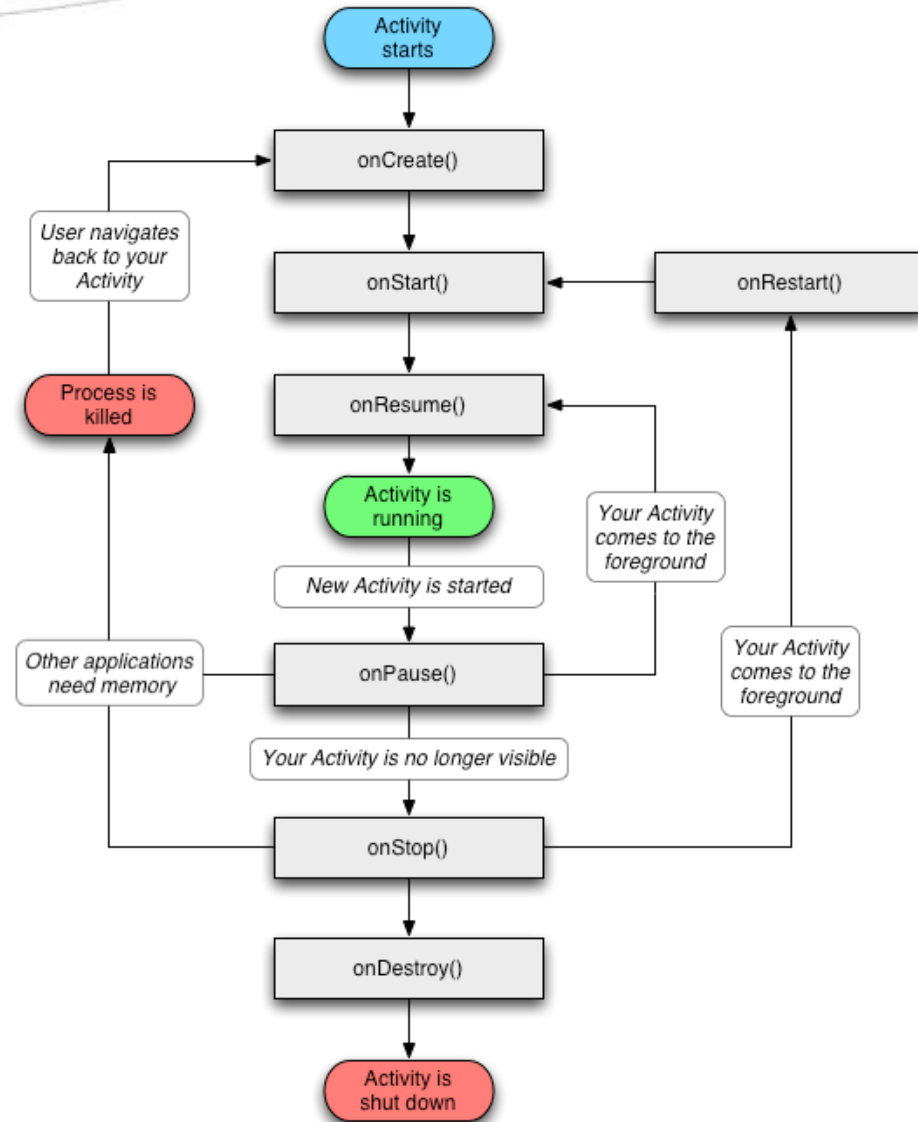 Activity
starts
onCreate()
User navigates
back to your
Activity
onStart()
onRestart()
Process is
killed
onResume()
Activity is
running
Your Activity
comes to the
foreground
New Activity is started
Other applications
need memory
onPause()
Your Activity
comes to the
foreground
Your Activity is no longer visible
onStop()
onDestroy()
Activity is
shut down